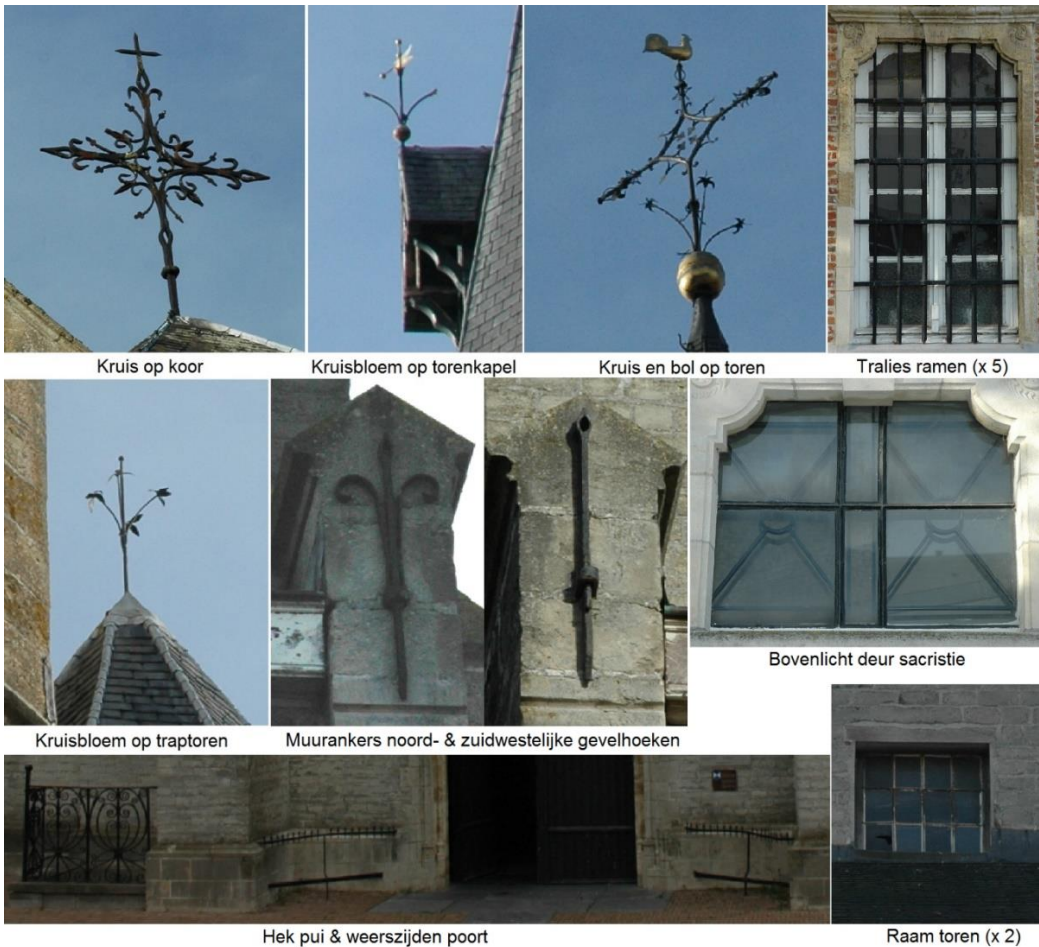 Kruis op koor
Kruisbloem op torenkapel
Kruis en bol op toren
Tralies ramen (x 5)
Bovenlicht deur sacristie
Kruisbloem op traptoren
Muurankers noord- & zuidwestelijke gevelhoeken
Hek pui & weerszijden poort
Raam toren (x 2)